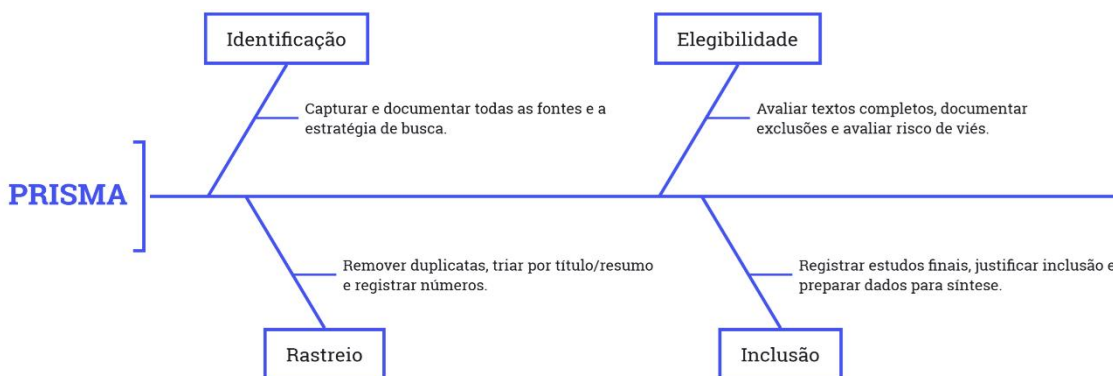 Identificação
Elegibilidade
Capturar e documentar todas as fontes e a
estratégia de busca.
Avaliar textos completos, documentar
exclusões e avaliar risco de viés.
PRISMA
Remover duplicatas, triar por título/resumo
e registrar números.
Registrar estudos finais, justificar inclusão e
preparar dados para síntese.
Rastreio
Inclusão